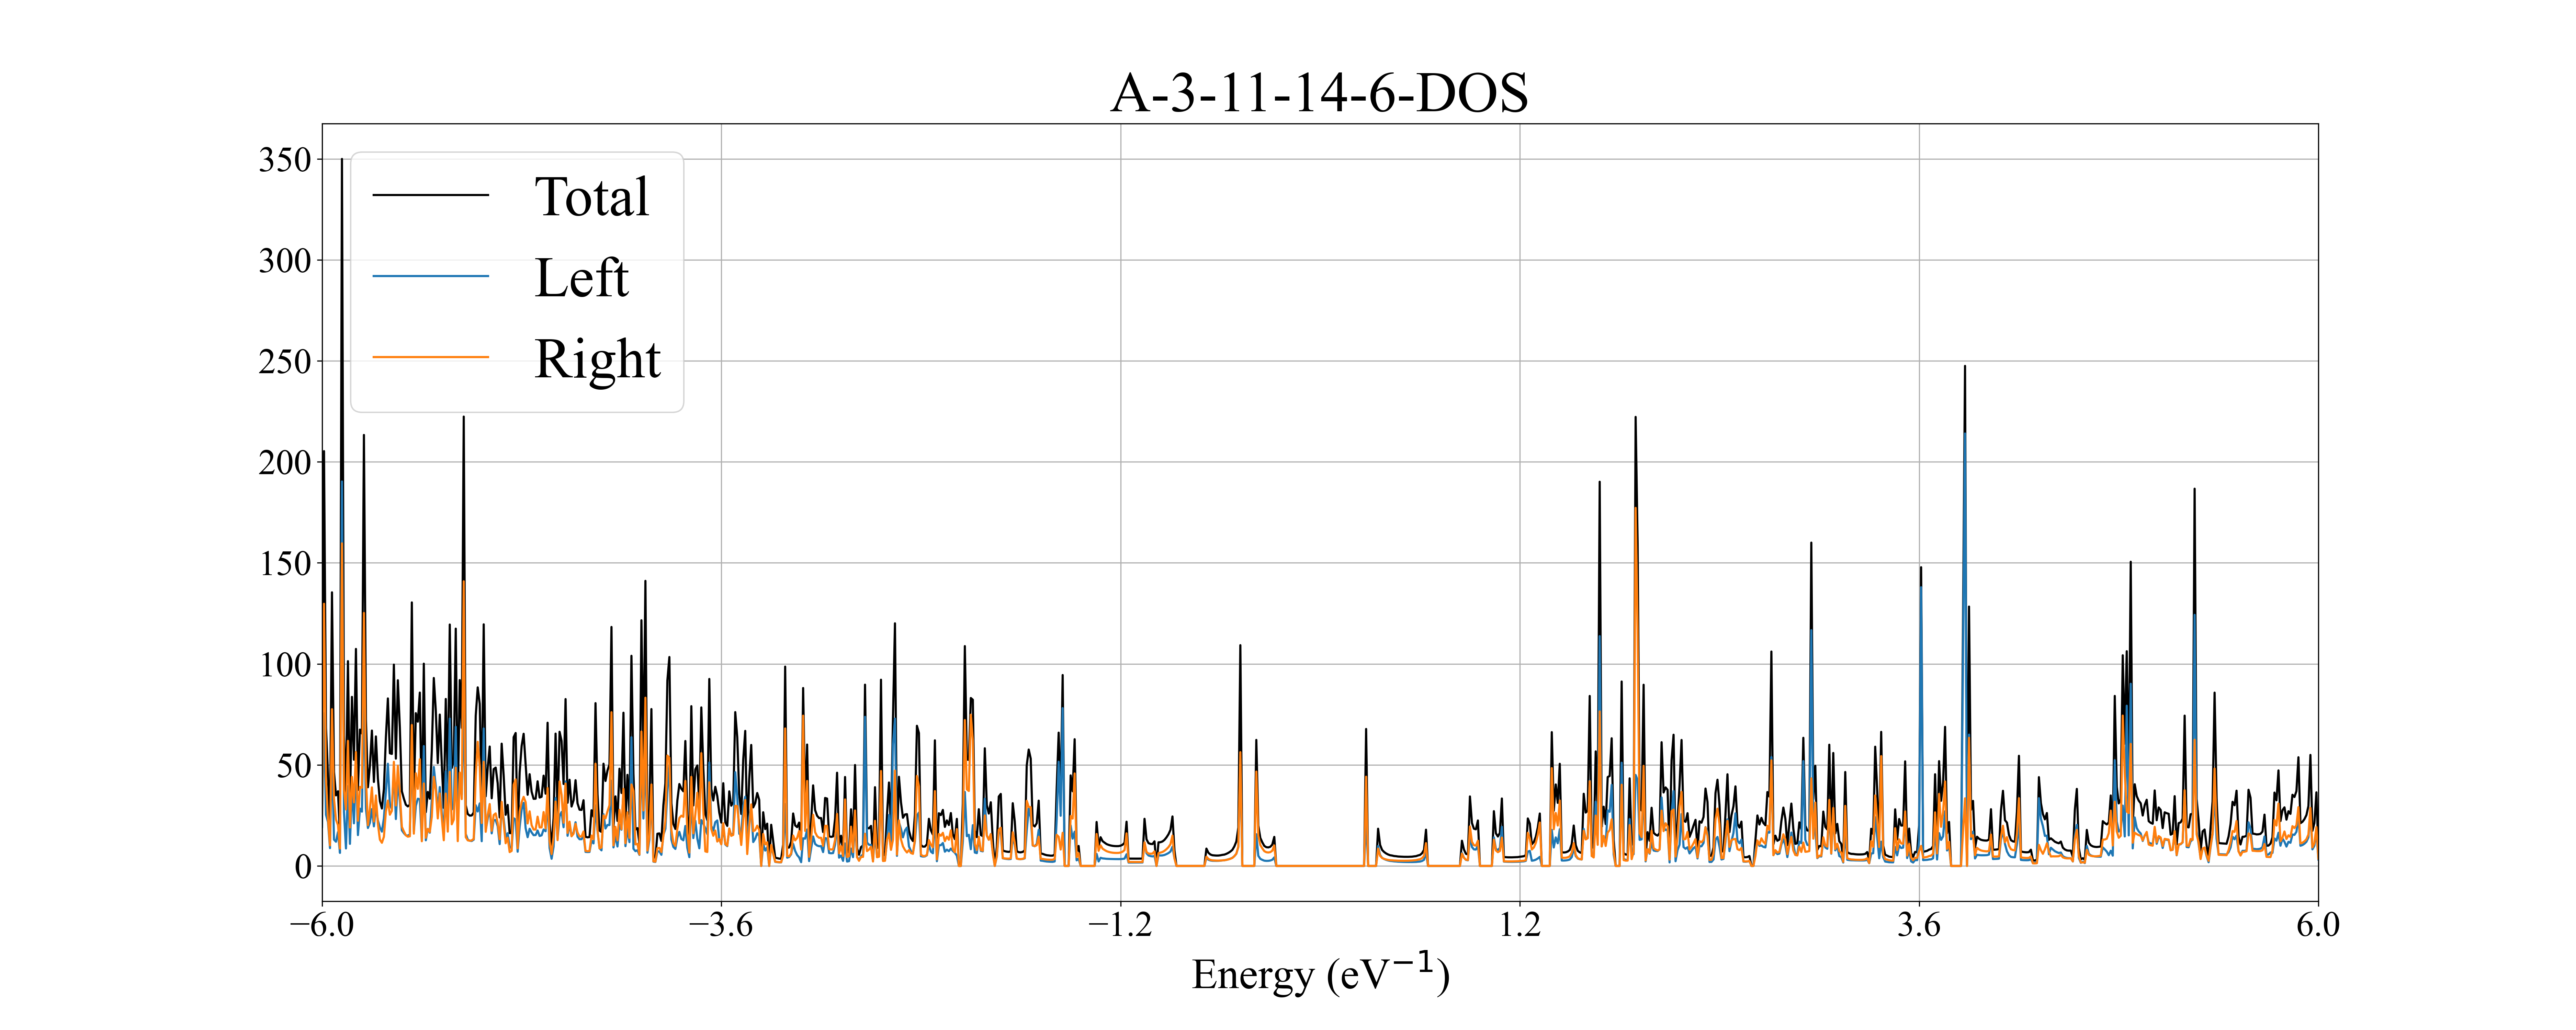 A-3-11-14-6-DOS
350
300
250
200
150
100
50
0
Total
Left
Right
−6.0 −3.6 −1.2 1.2 3.6 6.0
Energy (eV⁻¹)